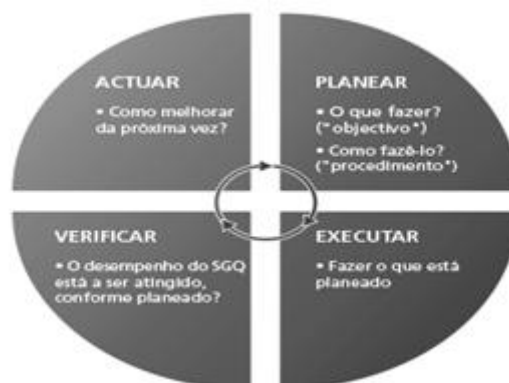 ACTUAR
• Como melhorar
da próxima vez?
PLANEAR
• O que fazer?
("objectivo")
• Como fazê-lo?
("procedimento")
VERIFICAR
• O desempenho do SGQ
está a ser atingido,
conforme planeado?
EXECUTAR
• Fazer o que está
planeado